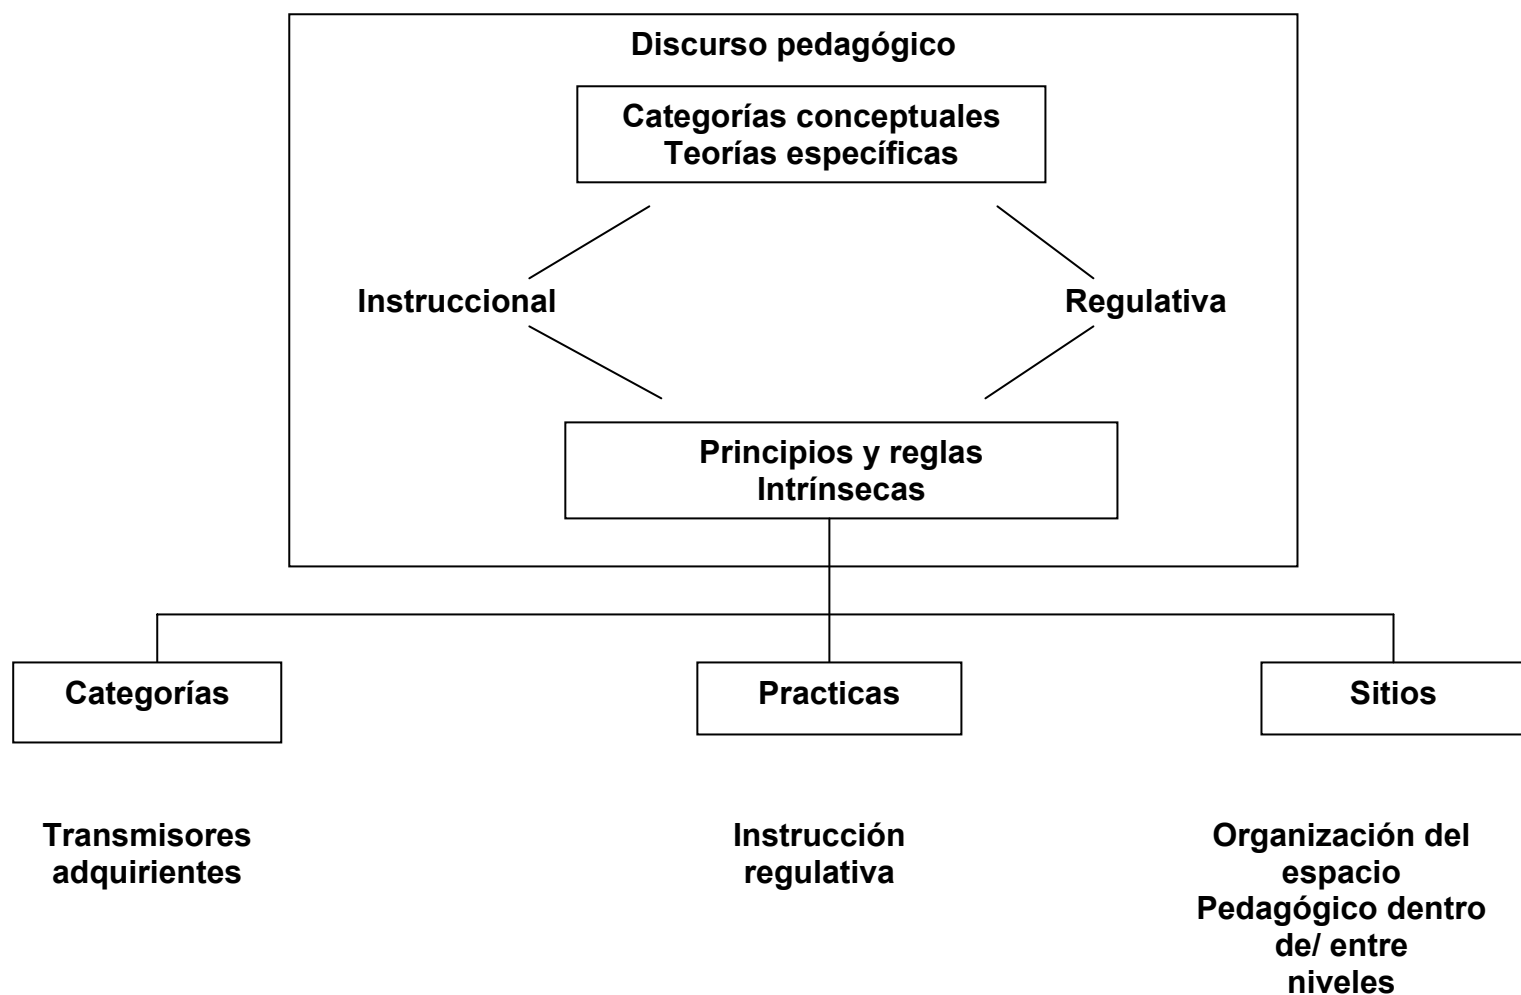 Discurso pedagógico
Categorías conceptuales
Teorías específicas
Instruccional
Regulativa
Principios y reglas
Intrínsecas
Categorías
Practicas
Sitios
Transmisores
adquirientes
Instrucción
regulativa
Organización del
espacio
Pedagógico dentro
de/ entre
niveles